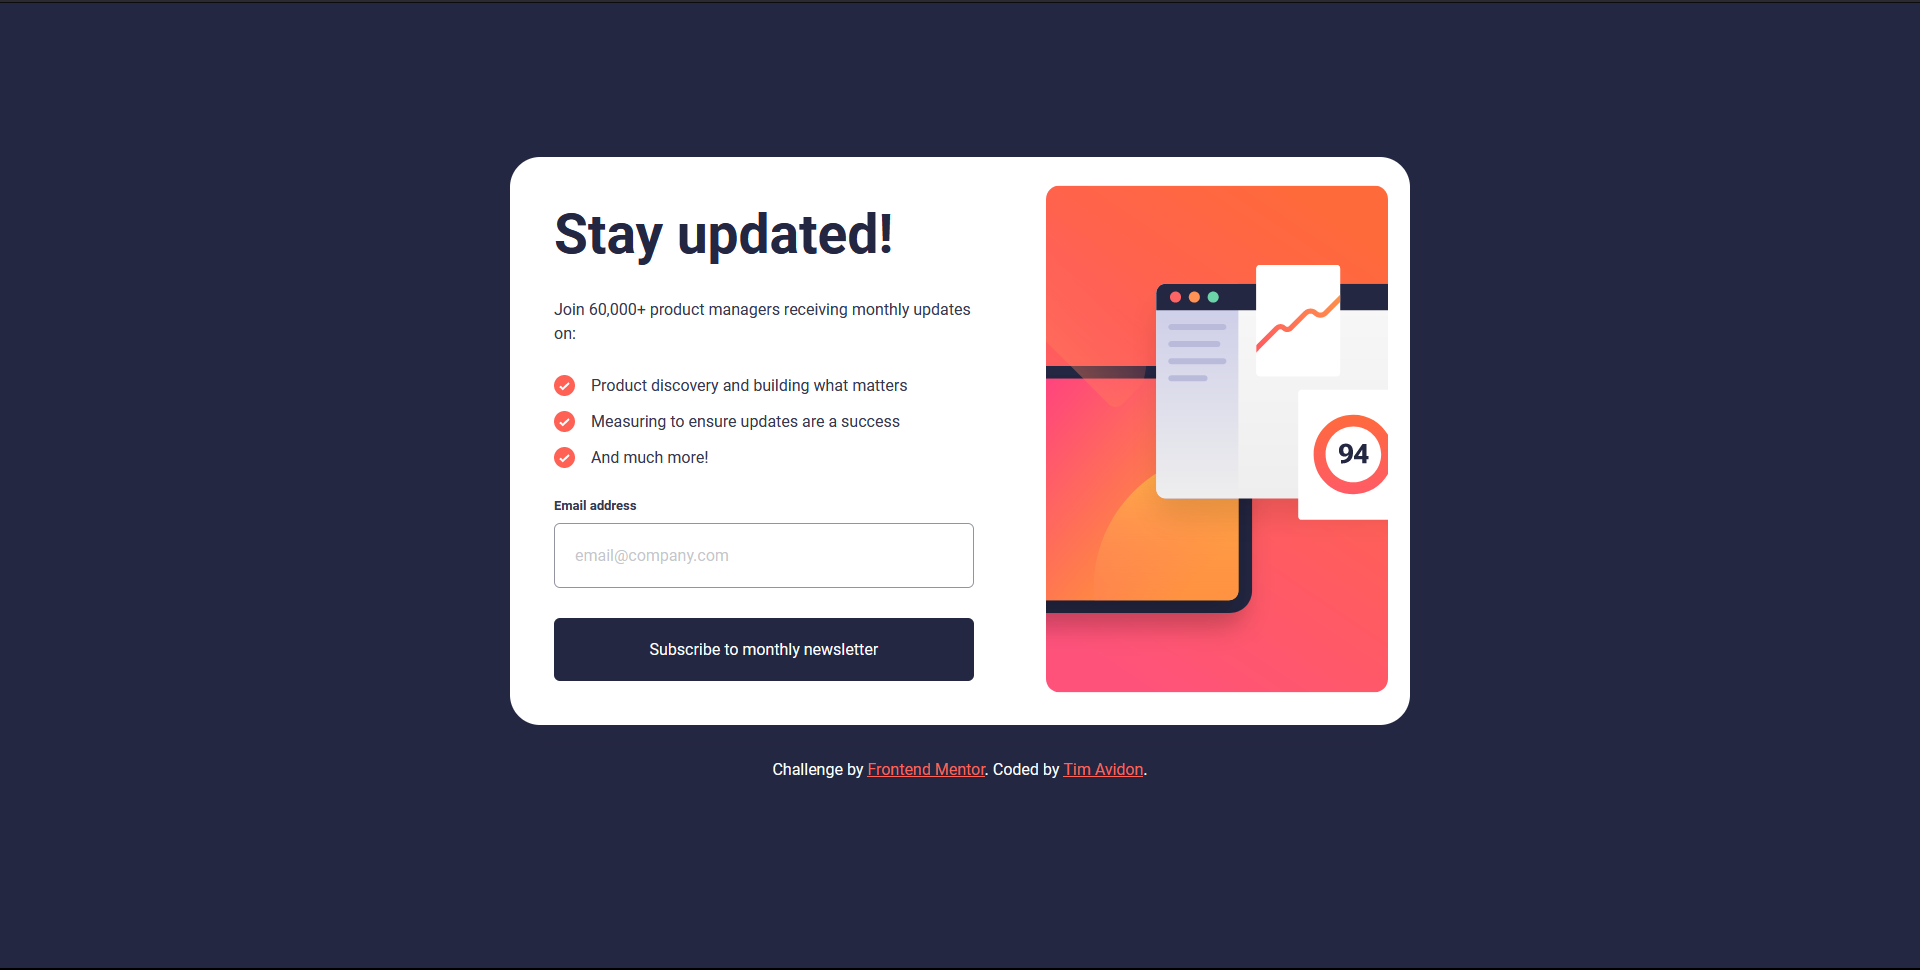 Stay updated!
Join 60,000+ product managers receiving monthly updates
on:
Product discovery and building what matters
Measuring to ensure updates are a success
And much more!
Email address
email@company.com
Subscribe to monthly newsletter
94
Challenge by Frontend Mentor. Coded by Tim Avidon.